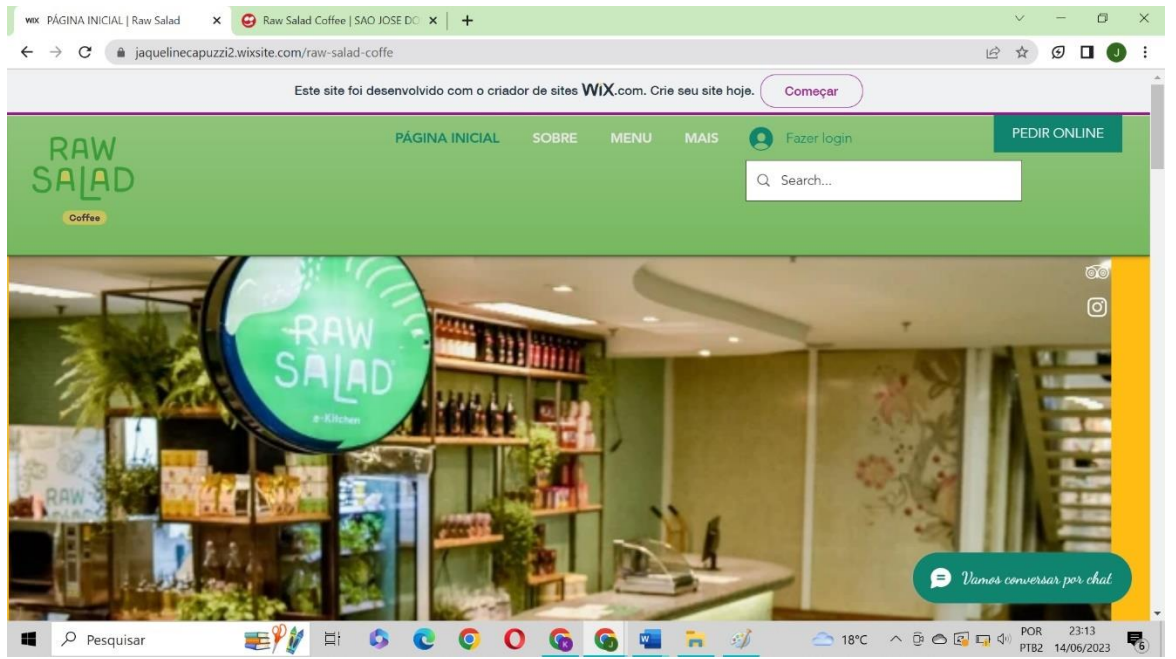 WiX PÁGINA INICIAL | Raw Salad
Raw Salad Coffee | SAO JOSE DO
jaquelinecapuzzi2.wixsite.com/raw-salad-coffe
J
Este site foi desenvolvido com o criador de sites WiX.com. Crie seu site hoje.
Começar
RAW
SALAD
Coffee
PÁGINA INICIAL SOBRE MENU MAIS Fazer login
PEDIR ONLINE
Search...
RAW
SALAD
e-Kitchen
RAW
Vamos conversar por chat
Pesquisar
18°C
POR
PTB2
23:13
14/06/2023
6